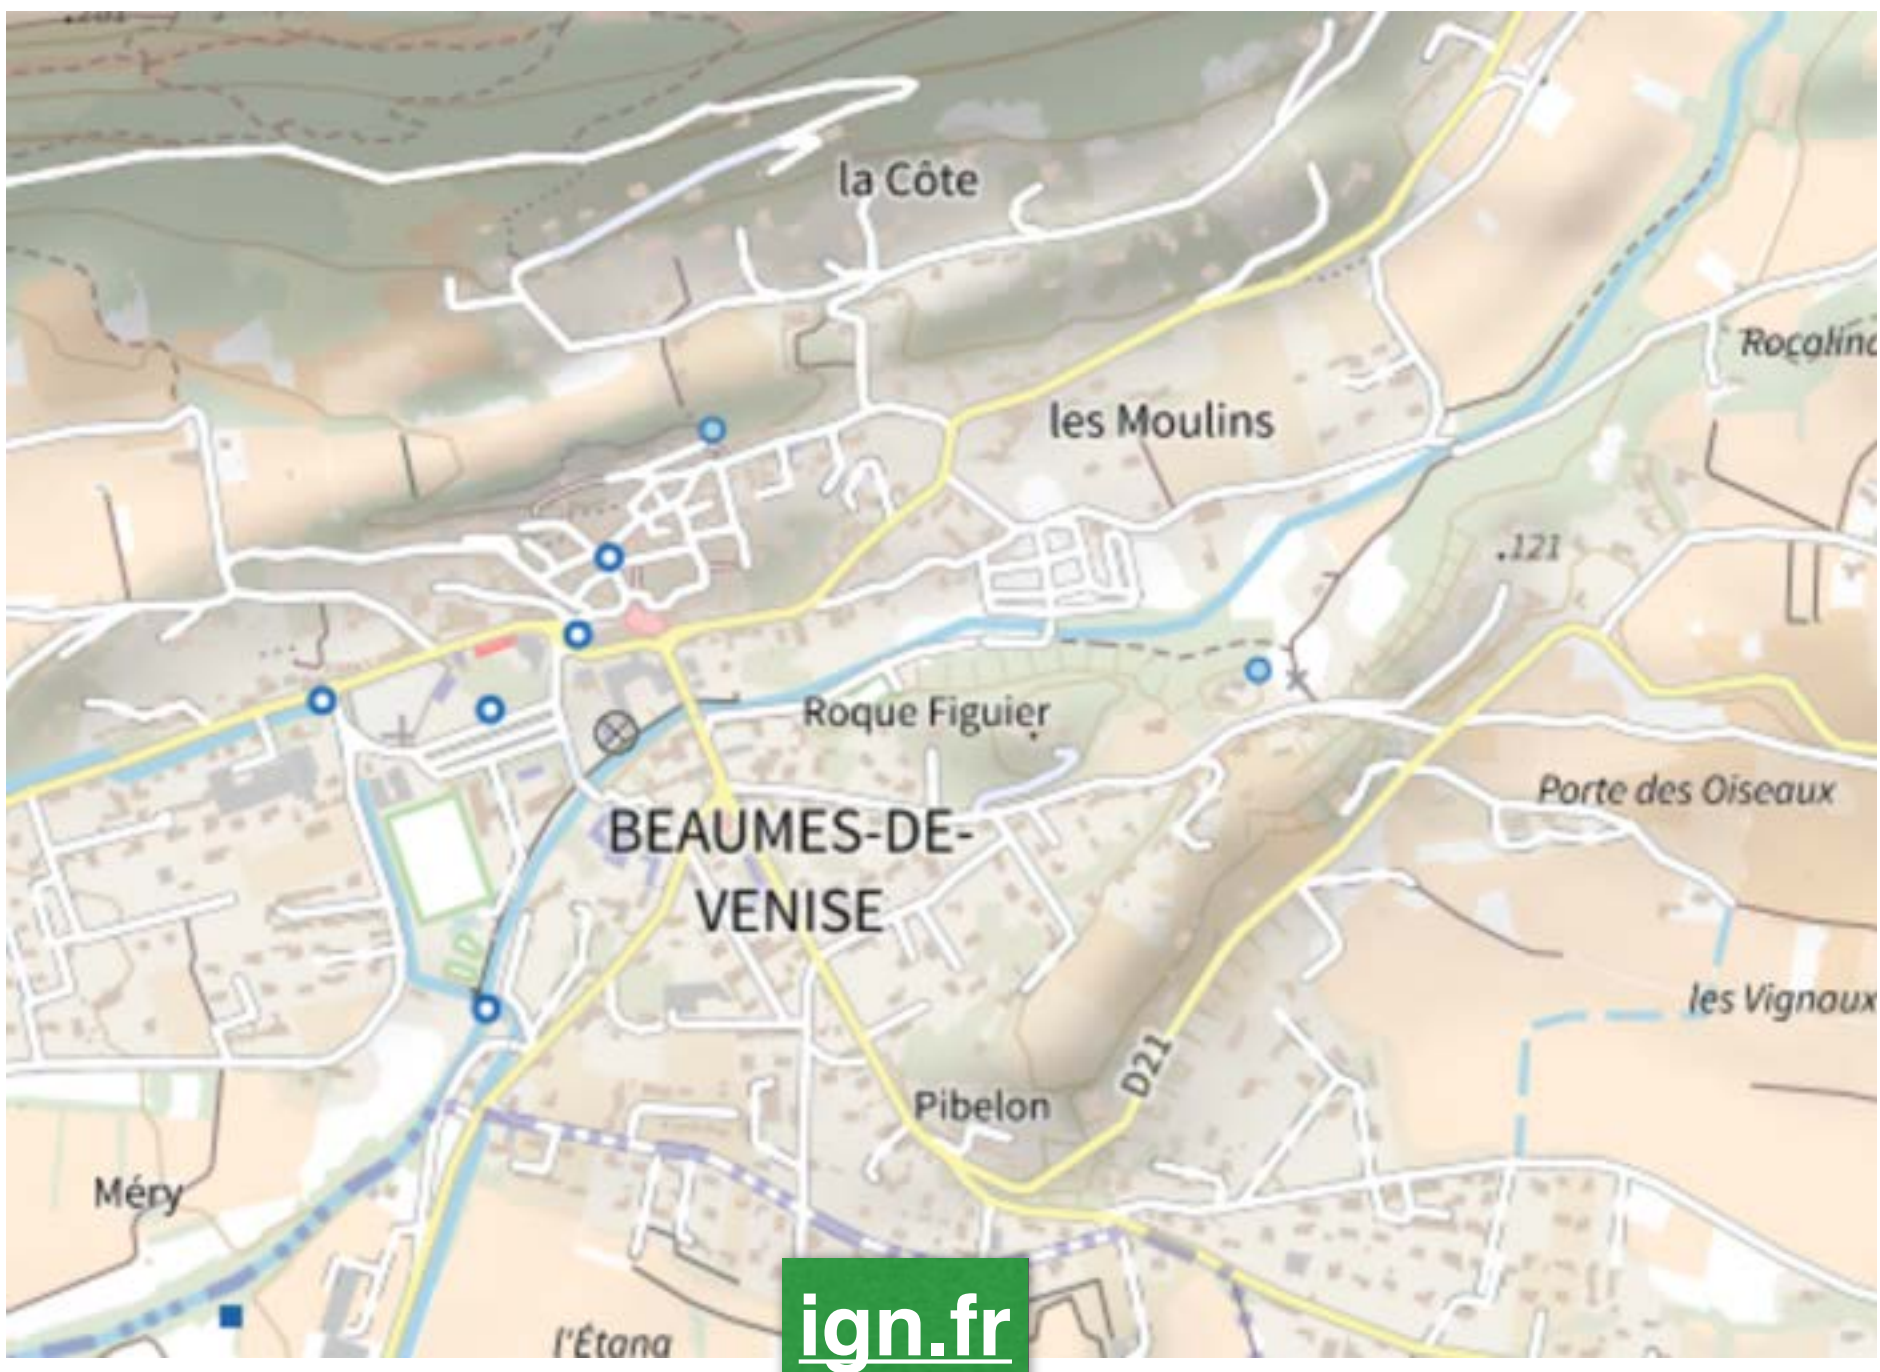 la Côte
les Moulins
.121
Roque Figuier
Porte des Oiseaux
BEAUMES-DE-
VENISE
les Vignaux
D21
Pibelon
Méry
l'Étang
ign.fr